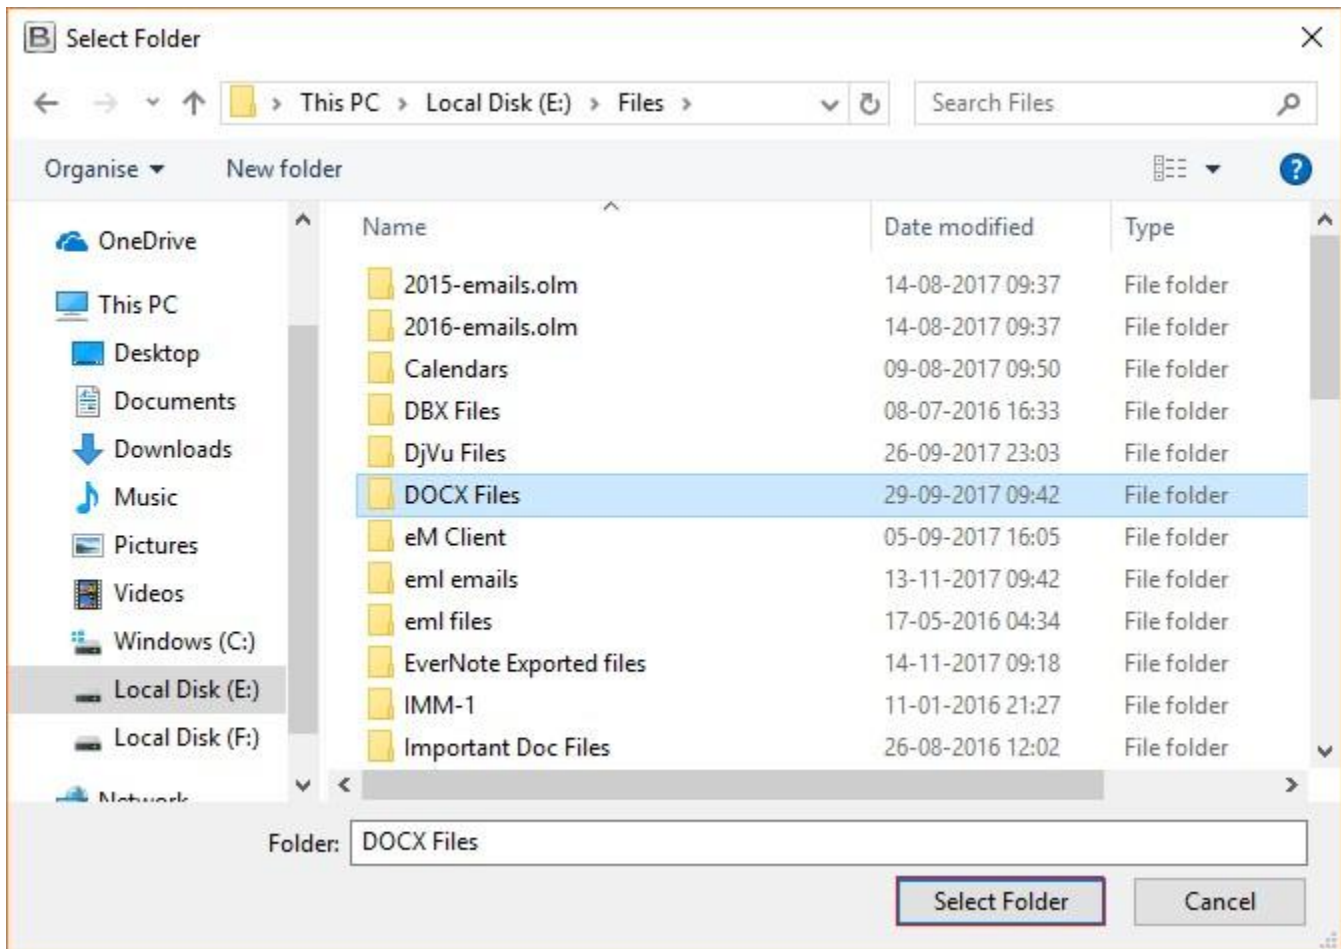 B Select Folder
This PC > Local Disk (E:) > Files >
Search Files
Organise
New folder
?
OneDrive
This PC
Desktop
Documents
Downloads
Music
Pictures
Videos
Windows (C:)
Local Disk (E:)
Local Disk (F:)
Network
Name Date modified Type
2015-emails.olm 14-08-2017 09:37 File folder
2016-emails.olm 14-08-2017 09:37 File folder
Calendars 09-08-2017 09:50 File folder
DBX Files 08-07-2016 16:33 File folder
DjVu Files 26-09-2017 23:03 File folder
DOCX Files 29-09-2017 09:42 File folder
eM Client 05-09-2017 16:05 File folder
eml emails 13-11-2017 09:42 File folder
eml files 17-05-2016 04:34 File folder
EverNote Exported files 14-11-2017 09:18 File folder
IMM-1 11-01-2016 21:27 File folder
Important Doc Files 26-08-2016 12:02 File folder
Folder: DOCX Files
Select Folder
Cancel